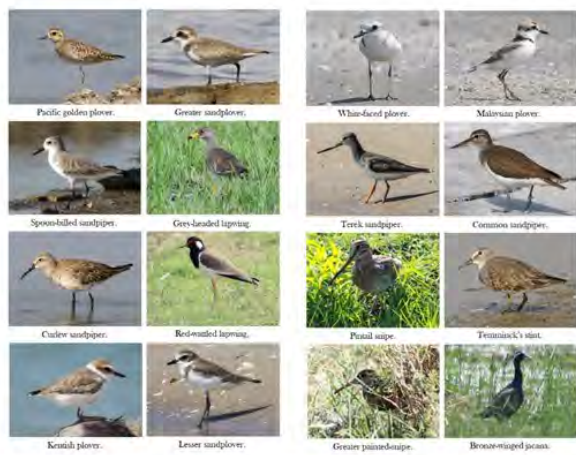 Pacific golden plover.
Greater sandplover.
White-faced plover.
Malaysian plover.
Spoon-billed sandpiper.
Grey-headed lapwing.
Terek sandpiper.
Common sandpiper.
Curlew sandpiper.
Red-wattled lapwing.
Pintail snipe.
Temminck's stint.
Kentish plover.
Lesser sandplover.
Greater painted-snipe.
Bronze-winged jacana.